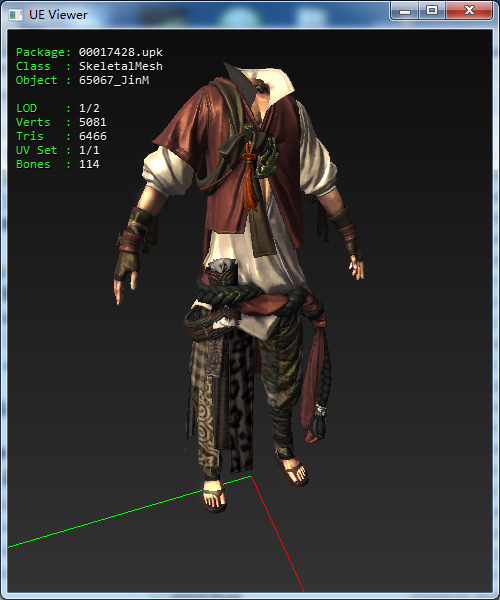 UE Viewer
Package: 00017428.upk
Class : SkeletalMesh
Object : 65067_JinM
LOD : 1/2
Verts : 5081
Tris : 6466
UV Set : 1/1
Bones : 114